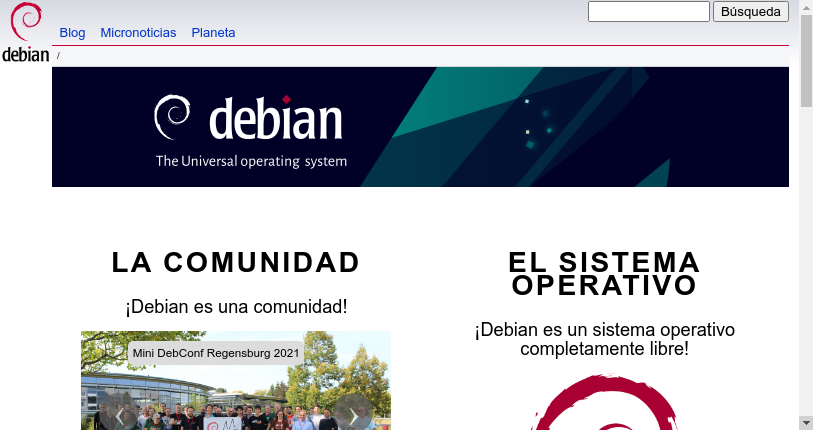 Búsqueda
Blog Micronoticias Planeta
debian /
debian
The Universal operating system
LA COMUNIDAD
¡Debian es una comunidad!
Mini DebConf Regensburg 2021
‹ ›
EL SISTEMA
OPERATIVO
¡Debian es un sistema operativo
completamente libre!